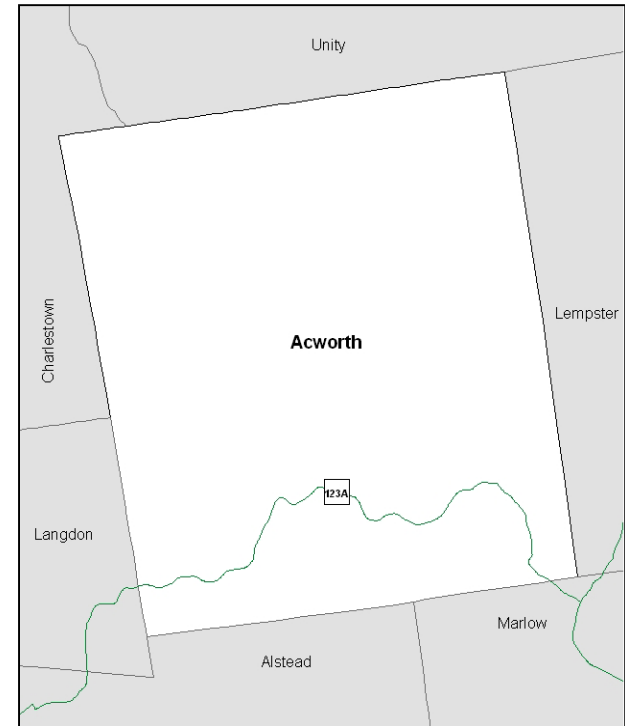 Unity
Charlestown
Lempster
Acworth
123A
Langdon
Marlow
Alstead